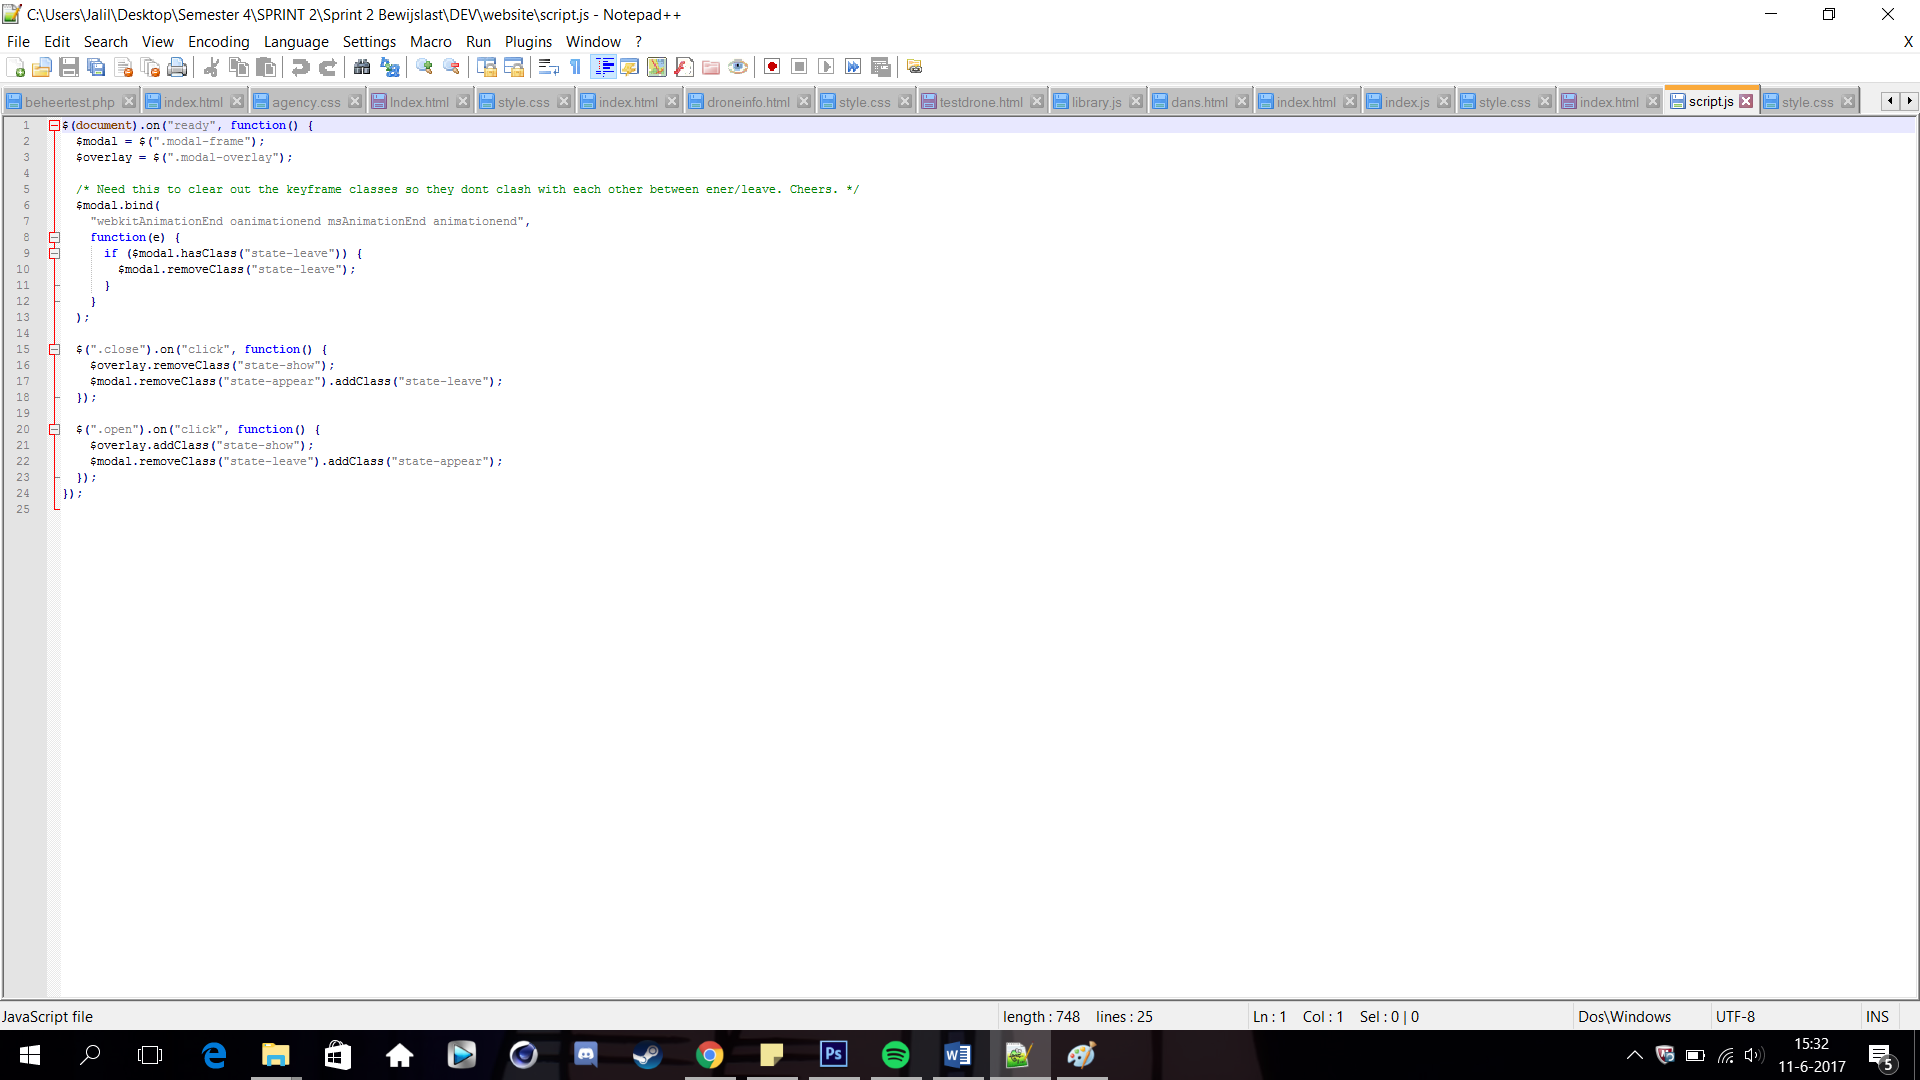 C:\Users\Jalil\Desktop\Semester 4\SPRINT 2\Sprint 2 Bewijslast\DEV\website\script.js - Notepad++
File Edit Search View Encoding Language Settings Macro Run Plugins Window ? X
beheertest.php index.html agency.css Index.html style.css index.html droneinfo.html style.css testdrone.html library.js dans.html index.html index.js style.css index.html script.js style.css
1 $(document).on("ready", function() {
2 $modal = $(".modal-frame");
3 $overlay = $(".modal-overlay");
4
5 /* Need this to clear out the keyframe classes so they dont clash with each other between ener/leave. Cheers. */
6 $modal.bind(
7 "webkitAnimationEnd oanimationend msAnimationEnd animationend",
8 function(e) {
9 if ($modal.hasClass("state-leave")) {
10 $modal.removeClass("state-leave");
11 }
12 }
13 );
14
15 $(".close").on("click", function() {
16 $overlay.removeClass("state-show");
17 $modal.removeClass("state-appear").addClass("state-leave");
18 });
19
20 $(".open").on("click", function() {
21 $overlay.addClass("state-show");
22 $modal.removeClass("state-leave").addClass("state-appear");
23 });
24 });
25
JavaScript file length : 748 lines : 25 Ln : 1 Col : 1 Sel : 0 | 0 Dos\Windows UTF-8 INS
Ps
15:32
11-6-2017
5